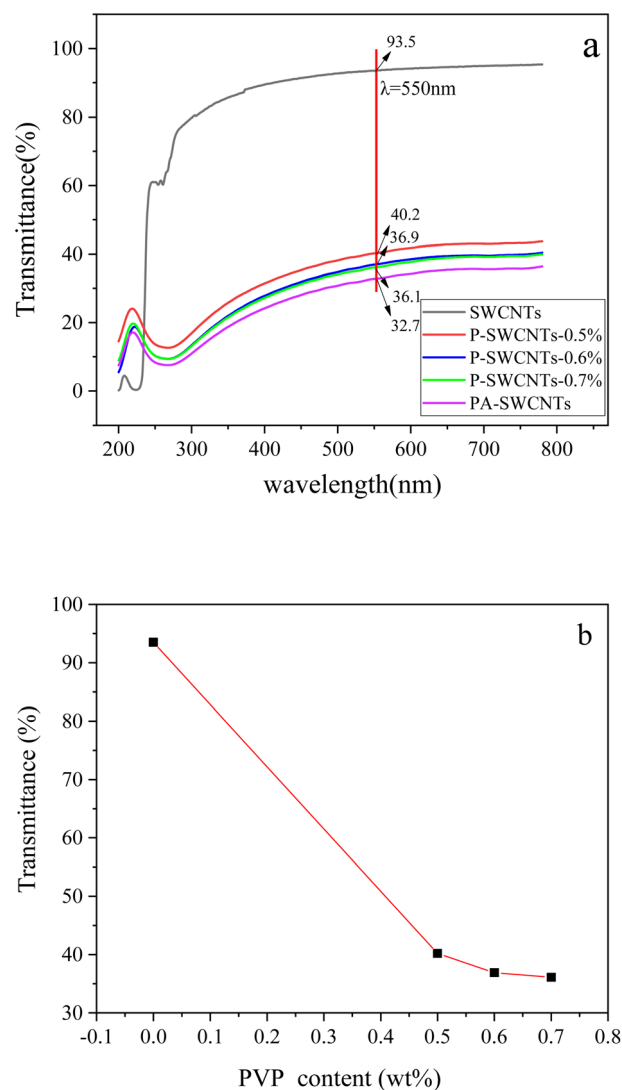 a
100
80
60
40
20
0
Transmittance(%)
93.5
λ=550nm
40.2
36.9
36.1
32.7
SWCNTs
P-SWCNTs-0.5%
P-SWCNTs-0.6%
P-SWCNTs-0.7%
PA-SWCNTs
200 300 400 500 600 700 800
wavelength(nm)
b
100
90
80
70
60
50
40
30
Transmittance (%)
-0.1 0.0 0.1 0.2 0.3 0.4 0.5 0.6 0.7 0.8
PVP content (wt%)